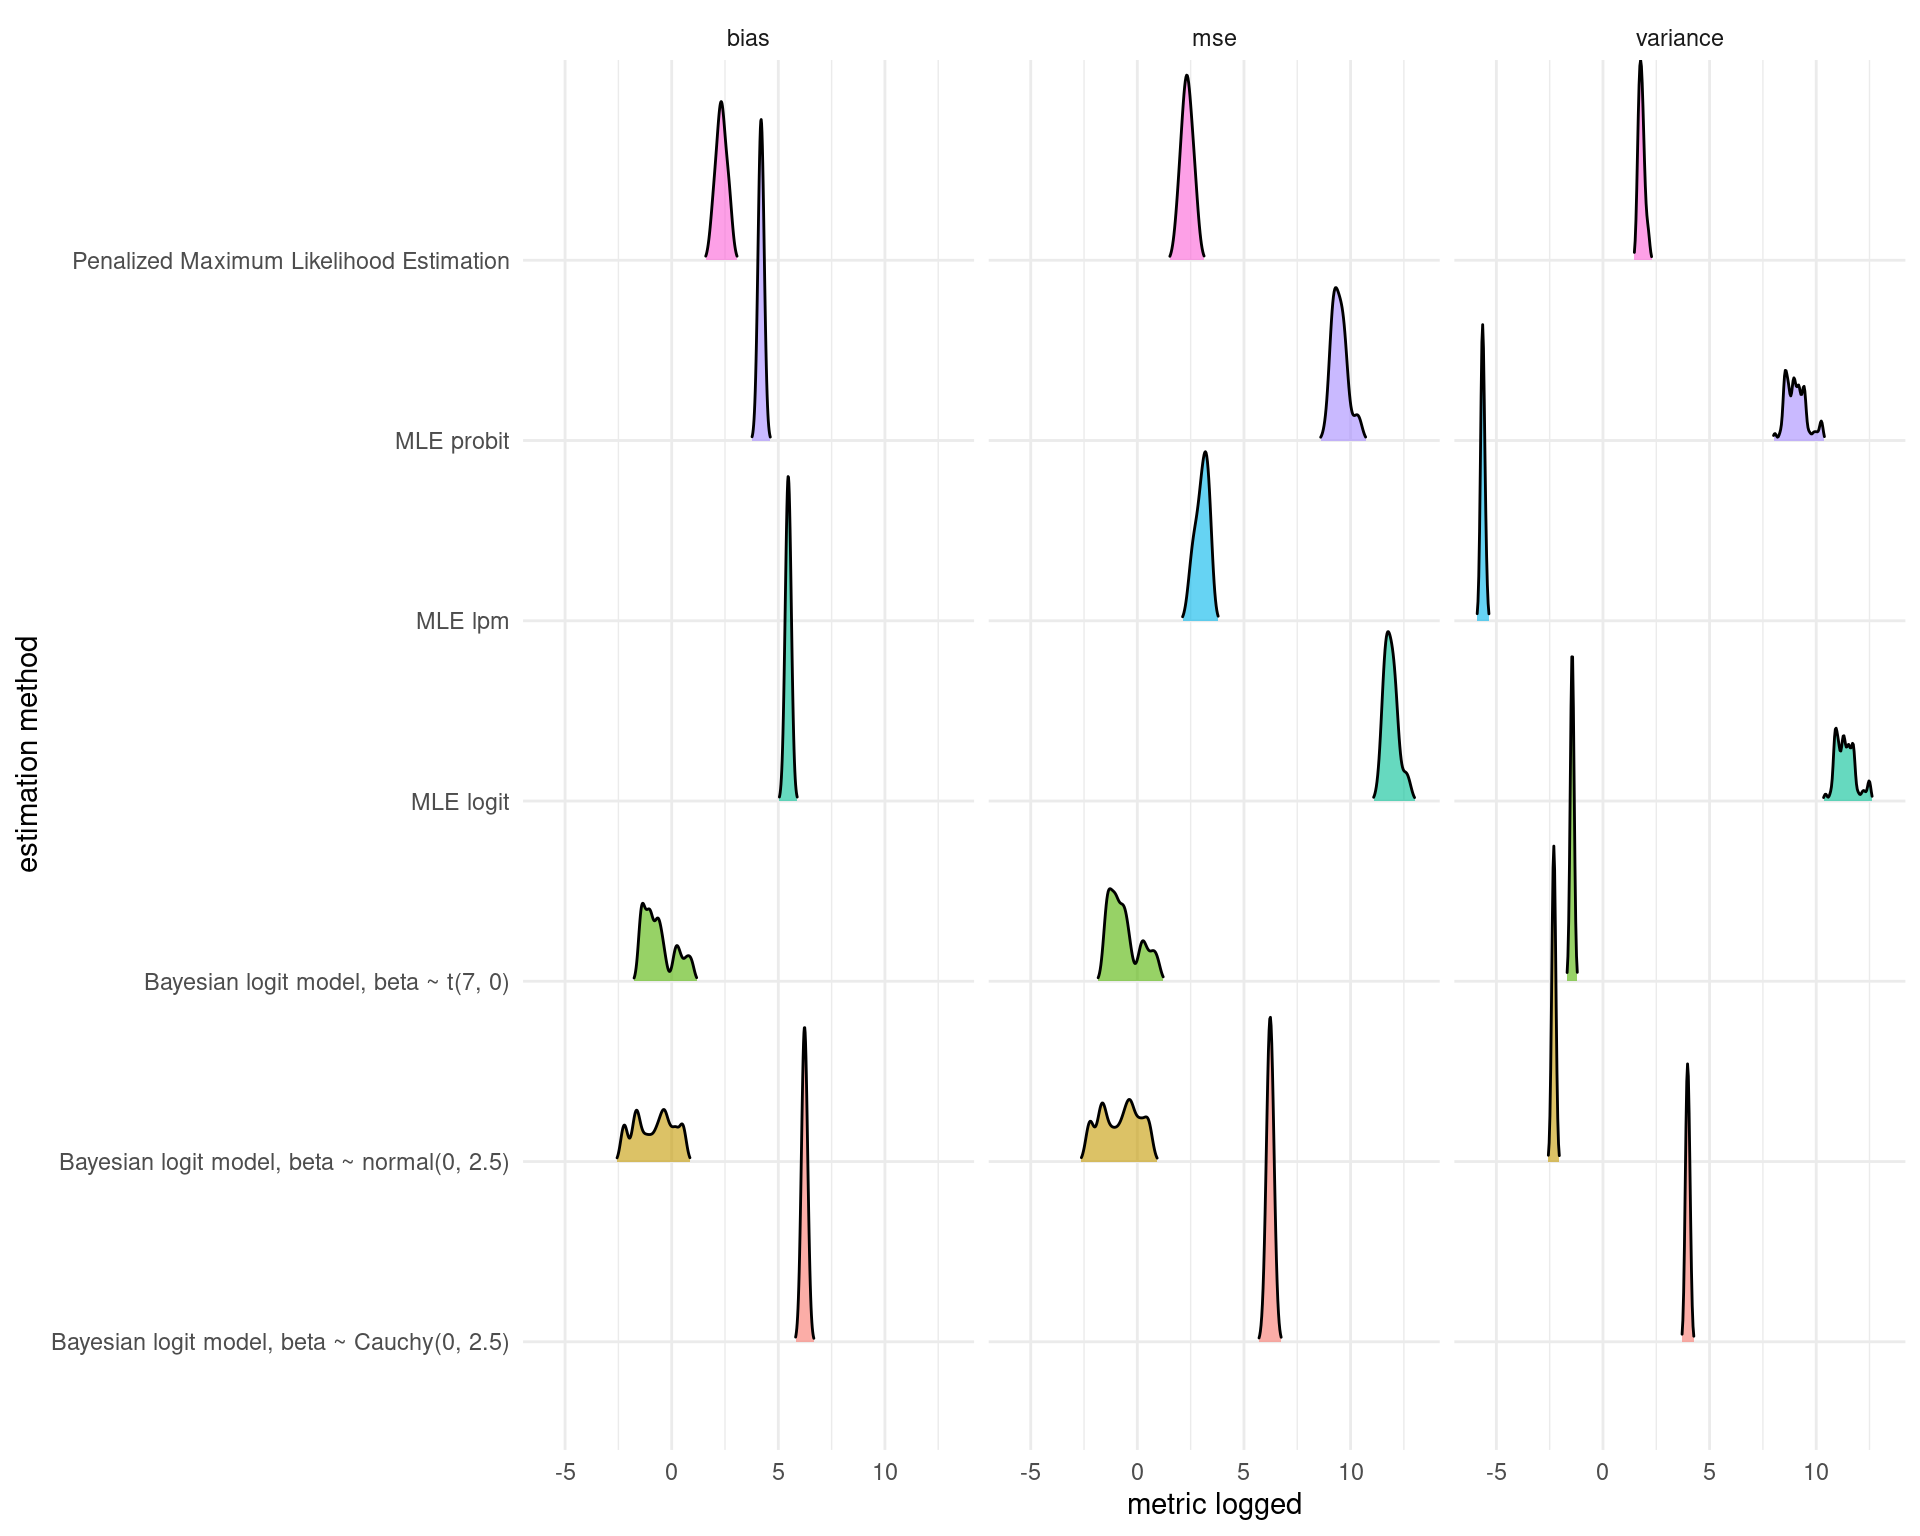 bias mse variance
Penalized Maximum Likelihood Estimation
MLE probit
MLE lpm
MLE logit
Bayesian logit model, beta ~ t(7, 0)
Bayesian logit model, beta ~ normal(0, 2.5)
Bayesian logit model, beta ~ Cauchy(0, 2.5)
estimation method
-5 0 5 10 -5 0 5 10 -5 0 5 10
metric logged